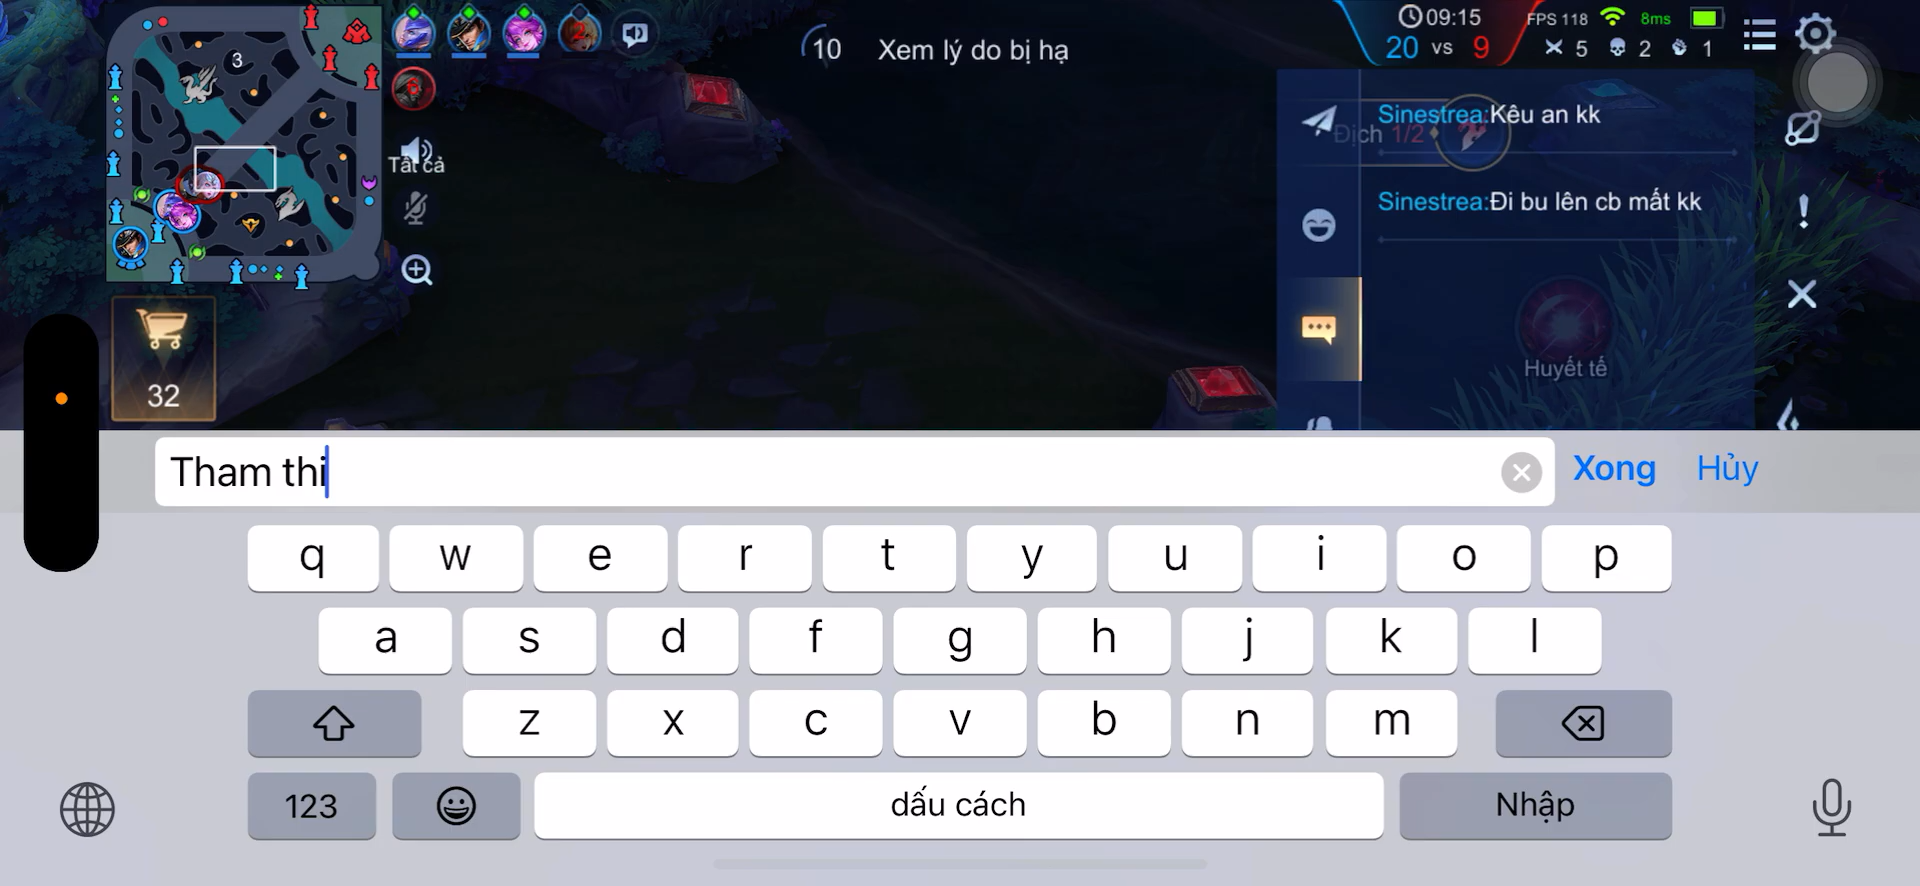 3
10
Xem lý do bị hạ
09:15
FPS 118
8ms
20 vs 9
5
2
1
Tất cả
32
Sinestrea:Kêu an kk
Địch 1/2
Sinestrea:Đi bu lên cb mất kk
Huyết tế
Tham thi
Xong
Hủy
q w e r t y u i o p
a s d f g h j k l
z x c v b n m
123
dấu cách
Nhập